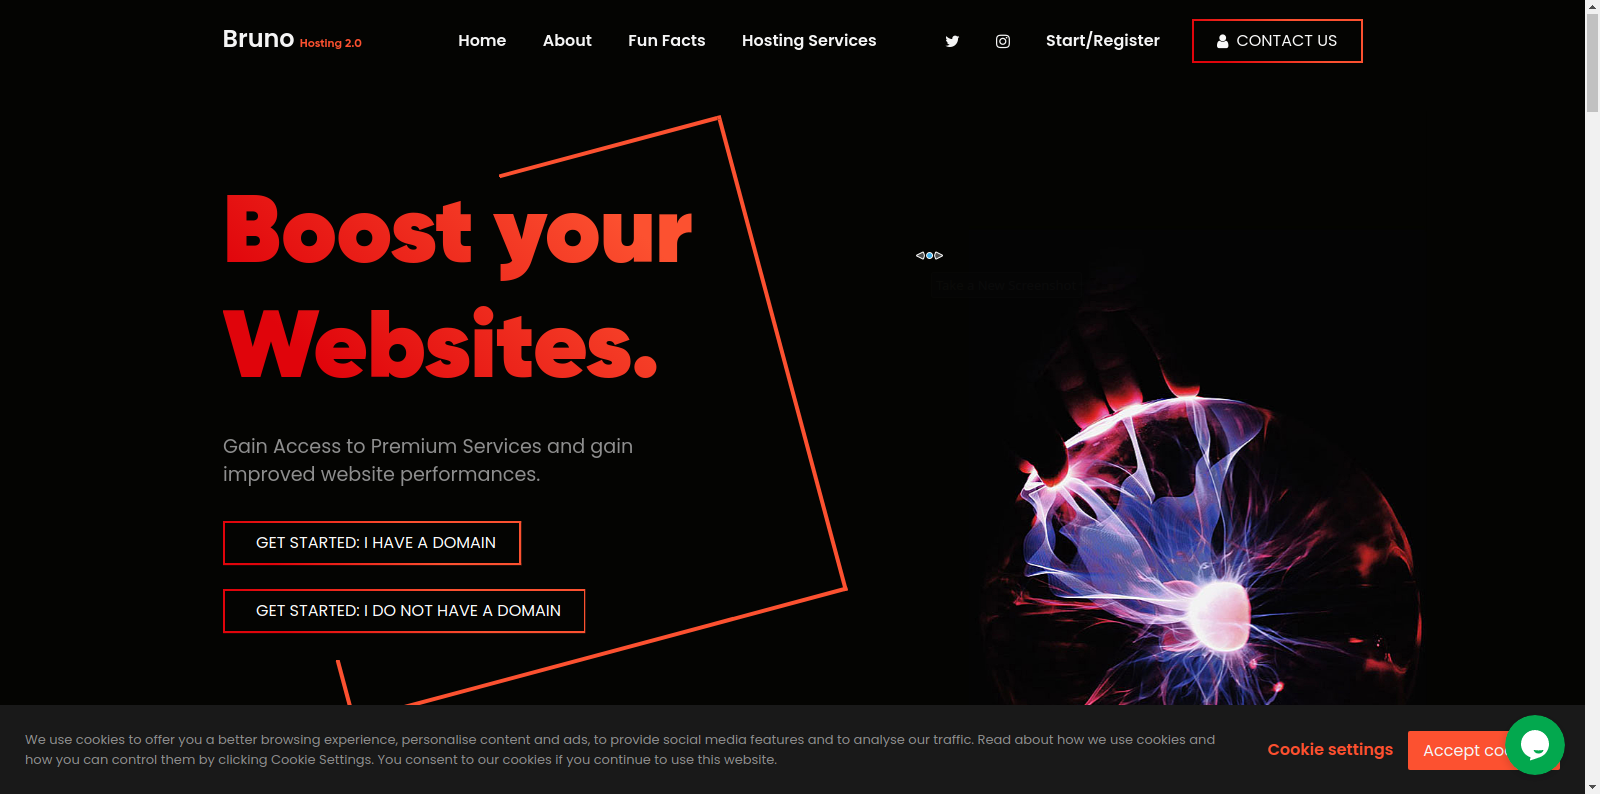 Bruno Hosting 2.0
Home
About
Fun Facts
Hosting Services
Start/Register
CONTACT US
Boost your
Websites.
Gain Access to Premium Services and gain
improved website performances.
GET STARTED: I HAVE A DOMAIN
GET STARTED: I DO NOT HAVE A DOMAIN
We use cookies to offer you a better browsing experience, personalise content and ads, to provide social media features and to analyse our traffic. Read about how we use cookies and
how you can control them by clicking Cookie Settings. You consent to our cookies if you continue to use this website.
Cookie settings
Accept